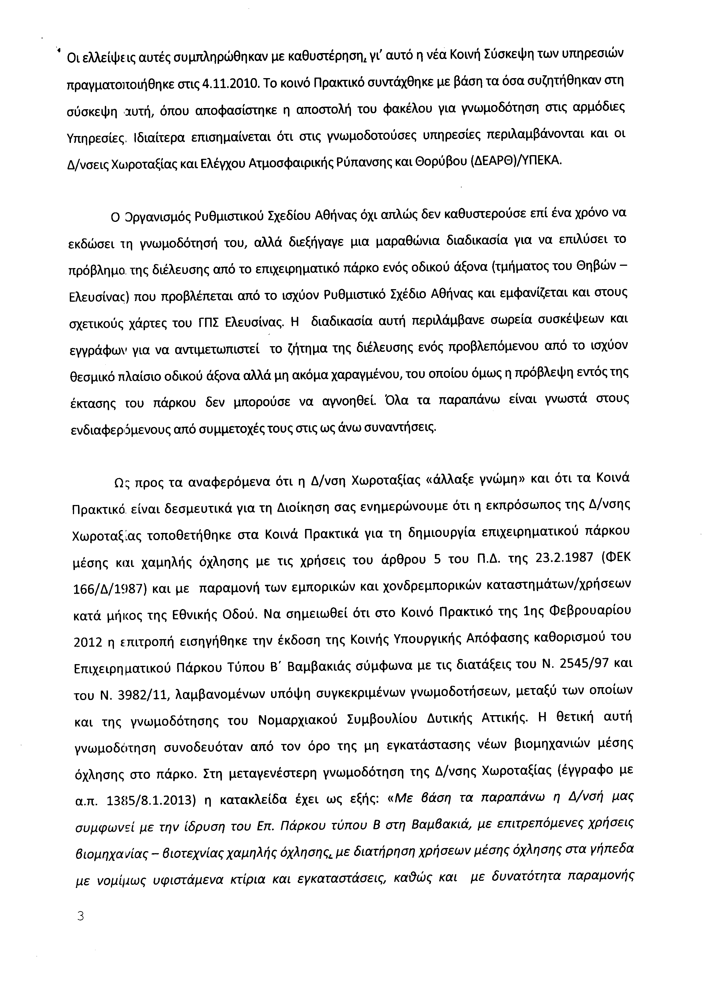 Οι ελλείψεις αυτές συμπληρώθηκαν με καθυστέρηση, γι' αυτό η νέα Κοινή Σύσκεψη των υπηρεσιών
πραγματοποιήθηκε στις 4.11.2010. Το κοινό Πρακτικό συντάχθηκε με βάση τα όσα συζητήθηκαν στη
σύσκεψη αυτή, όπου αποφασίστηκε η αποστολή του φακέλου για γνωμοδότηση στις αρμόδιες
Υπηρεσίες. Ιδιαίτερα επισημαίνεται ότι στις γνωμοδοτούσες υπηρεσίες περιλαμβάνονται και οι
Δ/νσεις Χωροταξίας και Ελέγχου Ατμοσφαιρικής Ρύπανσης και Θορύβου (ΔΕΑΡΘ)/ΥΠΕΚΑ.
Ο Οργανισμός Ρυθμιστικού Σχεδίου Αθήνας όχι απλώς δεν καθυστερούσε επί ένα χρόνο να
εκδώσει τη γνωμοδότησή του, αλλά διεξήγαγε μια μαραθώνια διαδικασία για να επιλύσει το
πρόβλημα της διέλευσης από το επιχειρηματικό πάρκο ενός οδικού άξονα (τμήματος του Θηβών –
Ελευσίνας) που προβλέπεται από το ισχύον Ρυθμιστικό Σχέδιο Αθήνας και εμφανίζεται και στους
σχετικούς χάρτες του ΓΠΣ Ελευσίνας. Η διαδικασία αυτή περιλάμβανε σωρεία συσκέψεων και
εγγράφων για να αντιμετωπιστεί το ζήτημα της διέλευσης ενός προβλεπόμενου από το ισχύον
θεσμικό πλαίσιο οδικού άξονα αλλά μη ακόμα χαραγμένου, του οποίου όμως η πρόβλεψη εντός της
έκτασης του πάρκου δεν μπορούσε να αγνοηθεί. Όλα τα παραπάνω είναι γνωστά στους
ενδιαφερόμενους από συμμετοχές τους στις ως άνω συναντήσεις.
Ως προς τα αναφερόμενα ότι η Δ/νση Χωροταξίας «άλλαξε γνώμη» και ότι τα Κοινά
Πρακτικά είναι δεσμευτικά για τη Διοίκηση σας ενημερώνουμε ότι η εκπρόσωπος της Δ/νσης
Χωροταξίας τοποθετήθηκε στα Κοινά Πρακτικά για τη δημιουργία επιχειρηματικού πάρκου
μέσης και χαμηλής όχλησης με τις χρήσεις του άρθρου 5 του Π.Δ. της 23.2.1987 (ΦΕΚ
166/Δ/1987) και με παραμονή των εμπορικών και χονδρεμπορικών καταστημάτων/χρήσεων
κατά μήκος της Εθνικής Οδού. Να σημειωθεί ότι στο Κοινό Πρακτικό της 1ης Φεβρουαρίου
2012 η επιτροπή εισηγήθηκε την έκδοση της Κοινής Υπουργικής Απόφασης καθορισμού του
Επιχειρηματικού Πάρκου Τύπου Β΄ Βαμβακιάς σύμφωνα με τις διατάξεις του Ν. 2545/97 και
του Ν. 3982/11, λαμβανομένων υπόψη συγκεκριμένων γνωμοδοτήσεων, μεταξύ των οποίων
και της γνωμοδότησης του Νομαρχιακού Συμβουλίου Δυτικής Αττικής. Η θετική αυτή
γνωμοδότηση συνοδευόταν από τον όρο της μη εγκατάστασης νέων βιομηχανιών μέσης
όχλησης στο πάρκο. Στη μεταγενέστερη γνωμοδότηση της Δ/νσης Χωροταξίας (έγγραφο με
α.π. 1385/8.1.2013) η κατακλείδα έχει ως εξής: «Με βάση τα παραπάνω η Δ/νσή μας
συμφωνεί με την ίδρυση του Επ. Πάρκου τύπου Β στη Βαμβακιά, με επιτρεπόμενες χρήσεις
βιομηχανίας – βιοτεχνίας χαμηλής όχλησης, με διατήρηση χρήσεων μέσης όχλησης στα γήπεδα
με νομίμως υφιστάμενα κτίρια και εγκαταστάσεις, καθώς και με δυνατότητα παραμονής
3